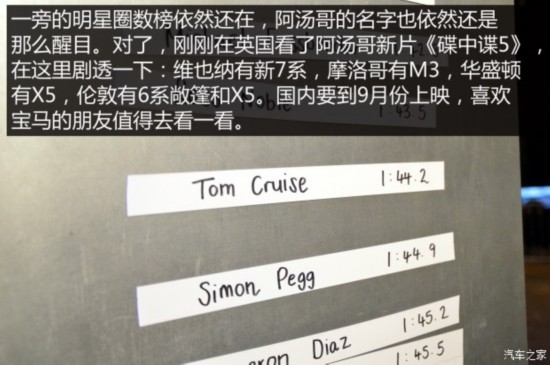 一旁的明星圈数榜依然还在，阿汤哥的名字也依然还是
那么醒目。对了，刚刚在英国看了阿汤哥新片《碟中谍5》，
在这里剧透一下：维也纳有新7系，摩洛哥有M3，华盛顿
有X5，伦敦有6系敞篷和X5。国内要到9月份上映，喜欢
宝马的朋友值得去看一看。
1:43.5
Tom Cruise 1:44.2
Simon Pegg 1:44.9
Diaz 1:45.2
1:45.5
汽车之家